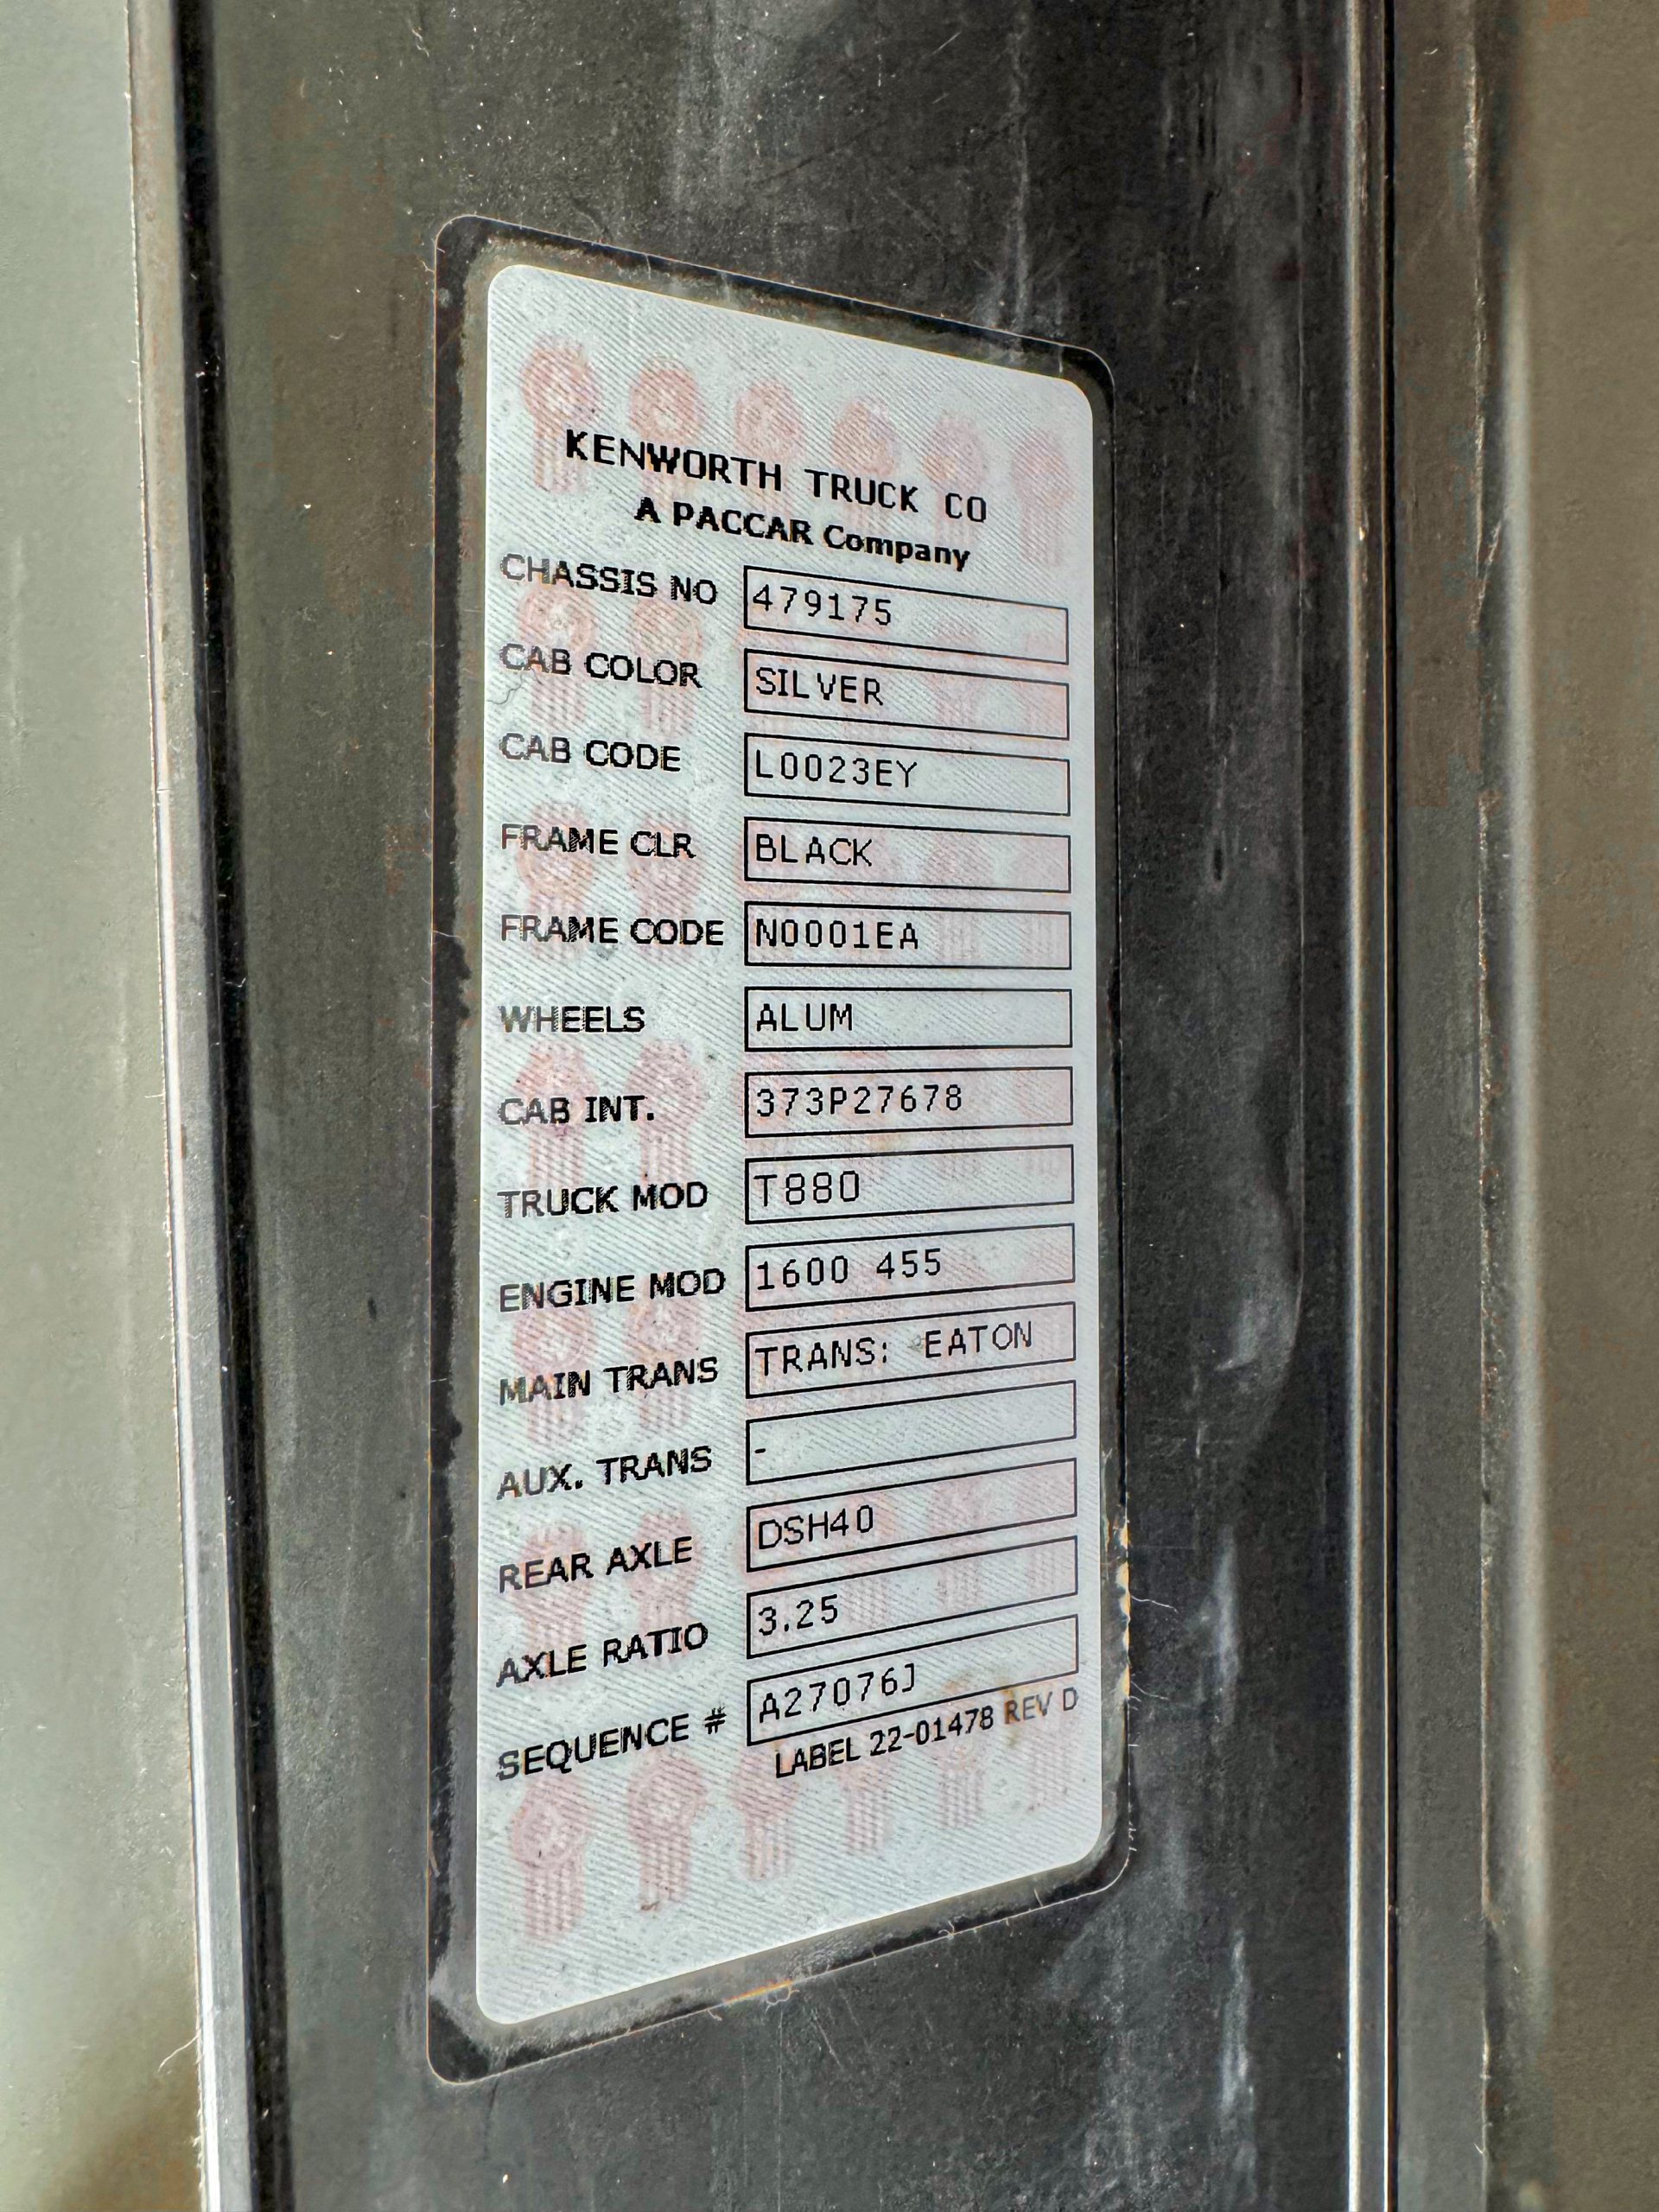 KENWORTH TRUCK CO
A PACCAR Company
CHASSIS NO 479175
CAB COLOR SILVER
CAB CODE L0023EY
FRAME CLR BLACK
FRAME CODE N0001EA
WHEELS ALUM
CAB INT. 373P27678
TRUCK MOD T880
ENGINE MOD 1600 455
MAIN TRANS TRANS: EATON
AUX. TRANS -
REAR AXLE DSH40
AXLE RATIO 3.25
SEQUENCE # A27076J
LABEL 22-01478 REV D